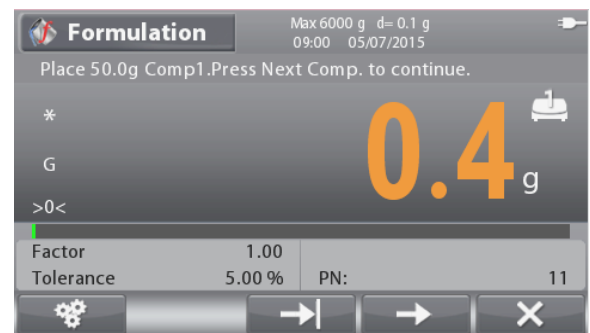 Formulation
Max 6000 g d= 0.1 g
09:00 05/07/2015
Place 50.0g Comp1.Press Next Comp. to continue.
*
1
0.4 g
G
>0<
Factor 1.00
Tolerance 5.00 % PN: 11